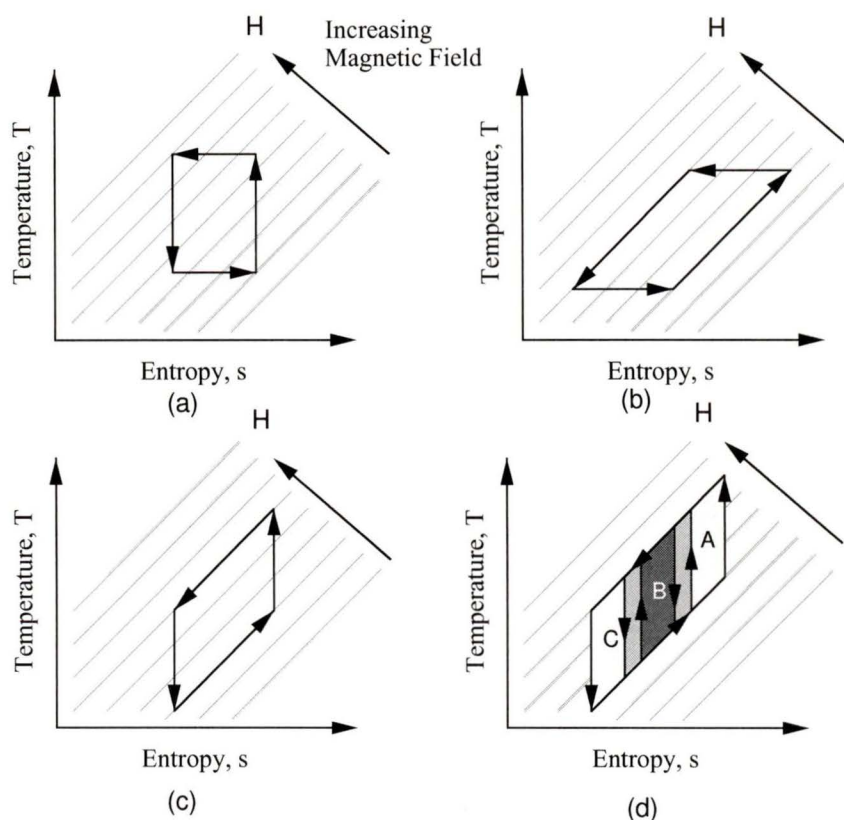 H
Increasing
Magnetic Field
Temperature, T
Entropy, s
(a)
H
Temperature, T
Entropy, s
(b)
H
Temperature, T
Entropy, s
(c)
H
Temperature, T
A
B
C
Entropy, s
(d)